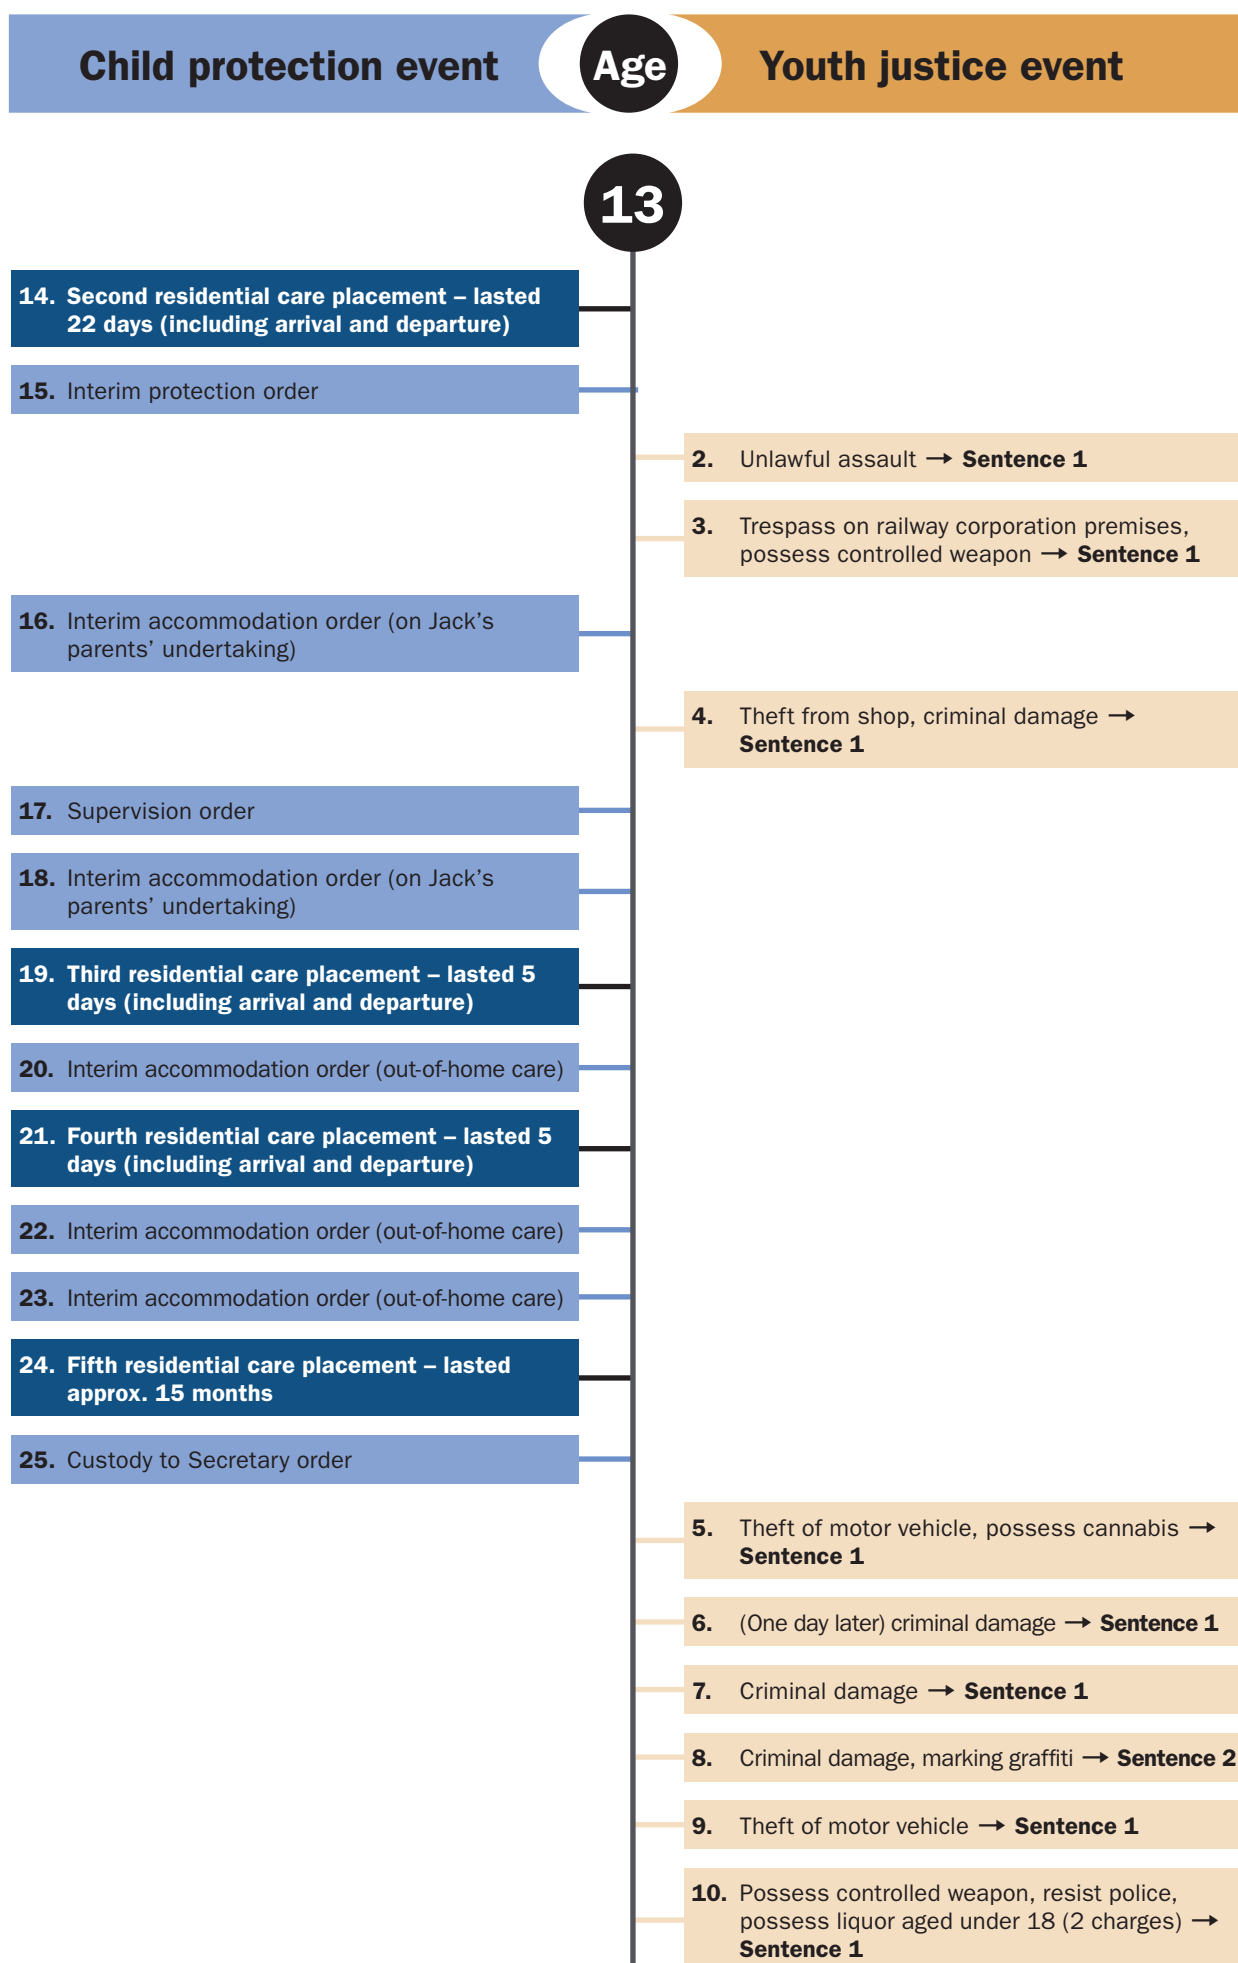 Child protection event
Age
Youth justice event
13
14. Second residential care placement – lasted
22 days (including arrival and departure)
15. Interim protection order
2. Unlawful assault → Sentence 1
3. Trespass on railway corporation premises,
possess controlled weapon → Sentence 1
16. Interim accommodation order (on Jack’s
parents’ undertaking)
4. Theft from shop, criminal damage →
Sentence 1
17. Supervision order
18. Interim accommodation order (on Jack’s
parents’ undertaking)
19. Third residential care placement – lasted 5
days (including arrival and departure)
20. Interim accommodation order (out-of-home care)
21. Fourth residential care placement – lasted 5
days (including arrival and departure)
22. Interim accommodation order (out-of-home care)
23. Interim accommodation order (out-of-home care)
24. Fifth residential care placement – lasted
approx. 15 months
25. Custody to Secretary order
5. Theft of motor vehicle, possess cannabis →
Sentence 1
6. (One day later) criminal damage → Sentence 1
7. Criminal damage → Sentence 1
8. Criminal damage, marking graffiti → Sentence 2
9. Theft of motor vehicle → Sentence 1
10. Possess controlled weapon, resist police,
possess liquor aged under 18 (2 charges) →
Sentence 1